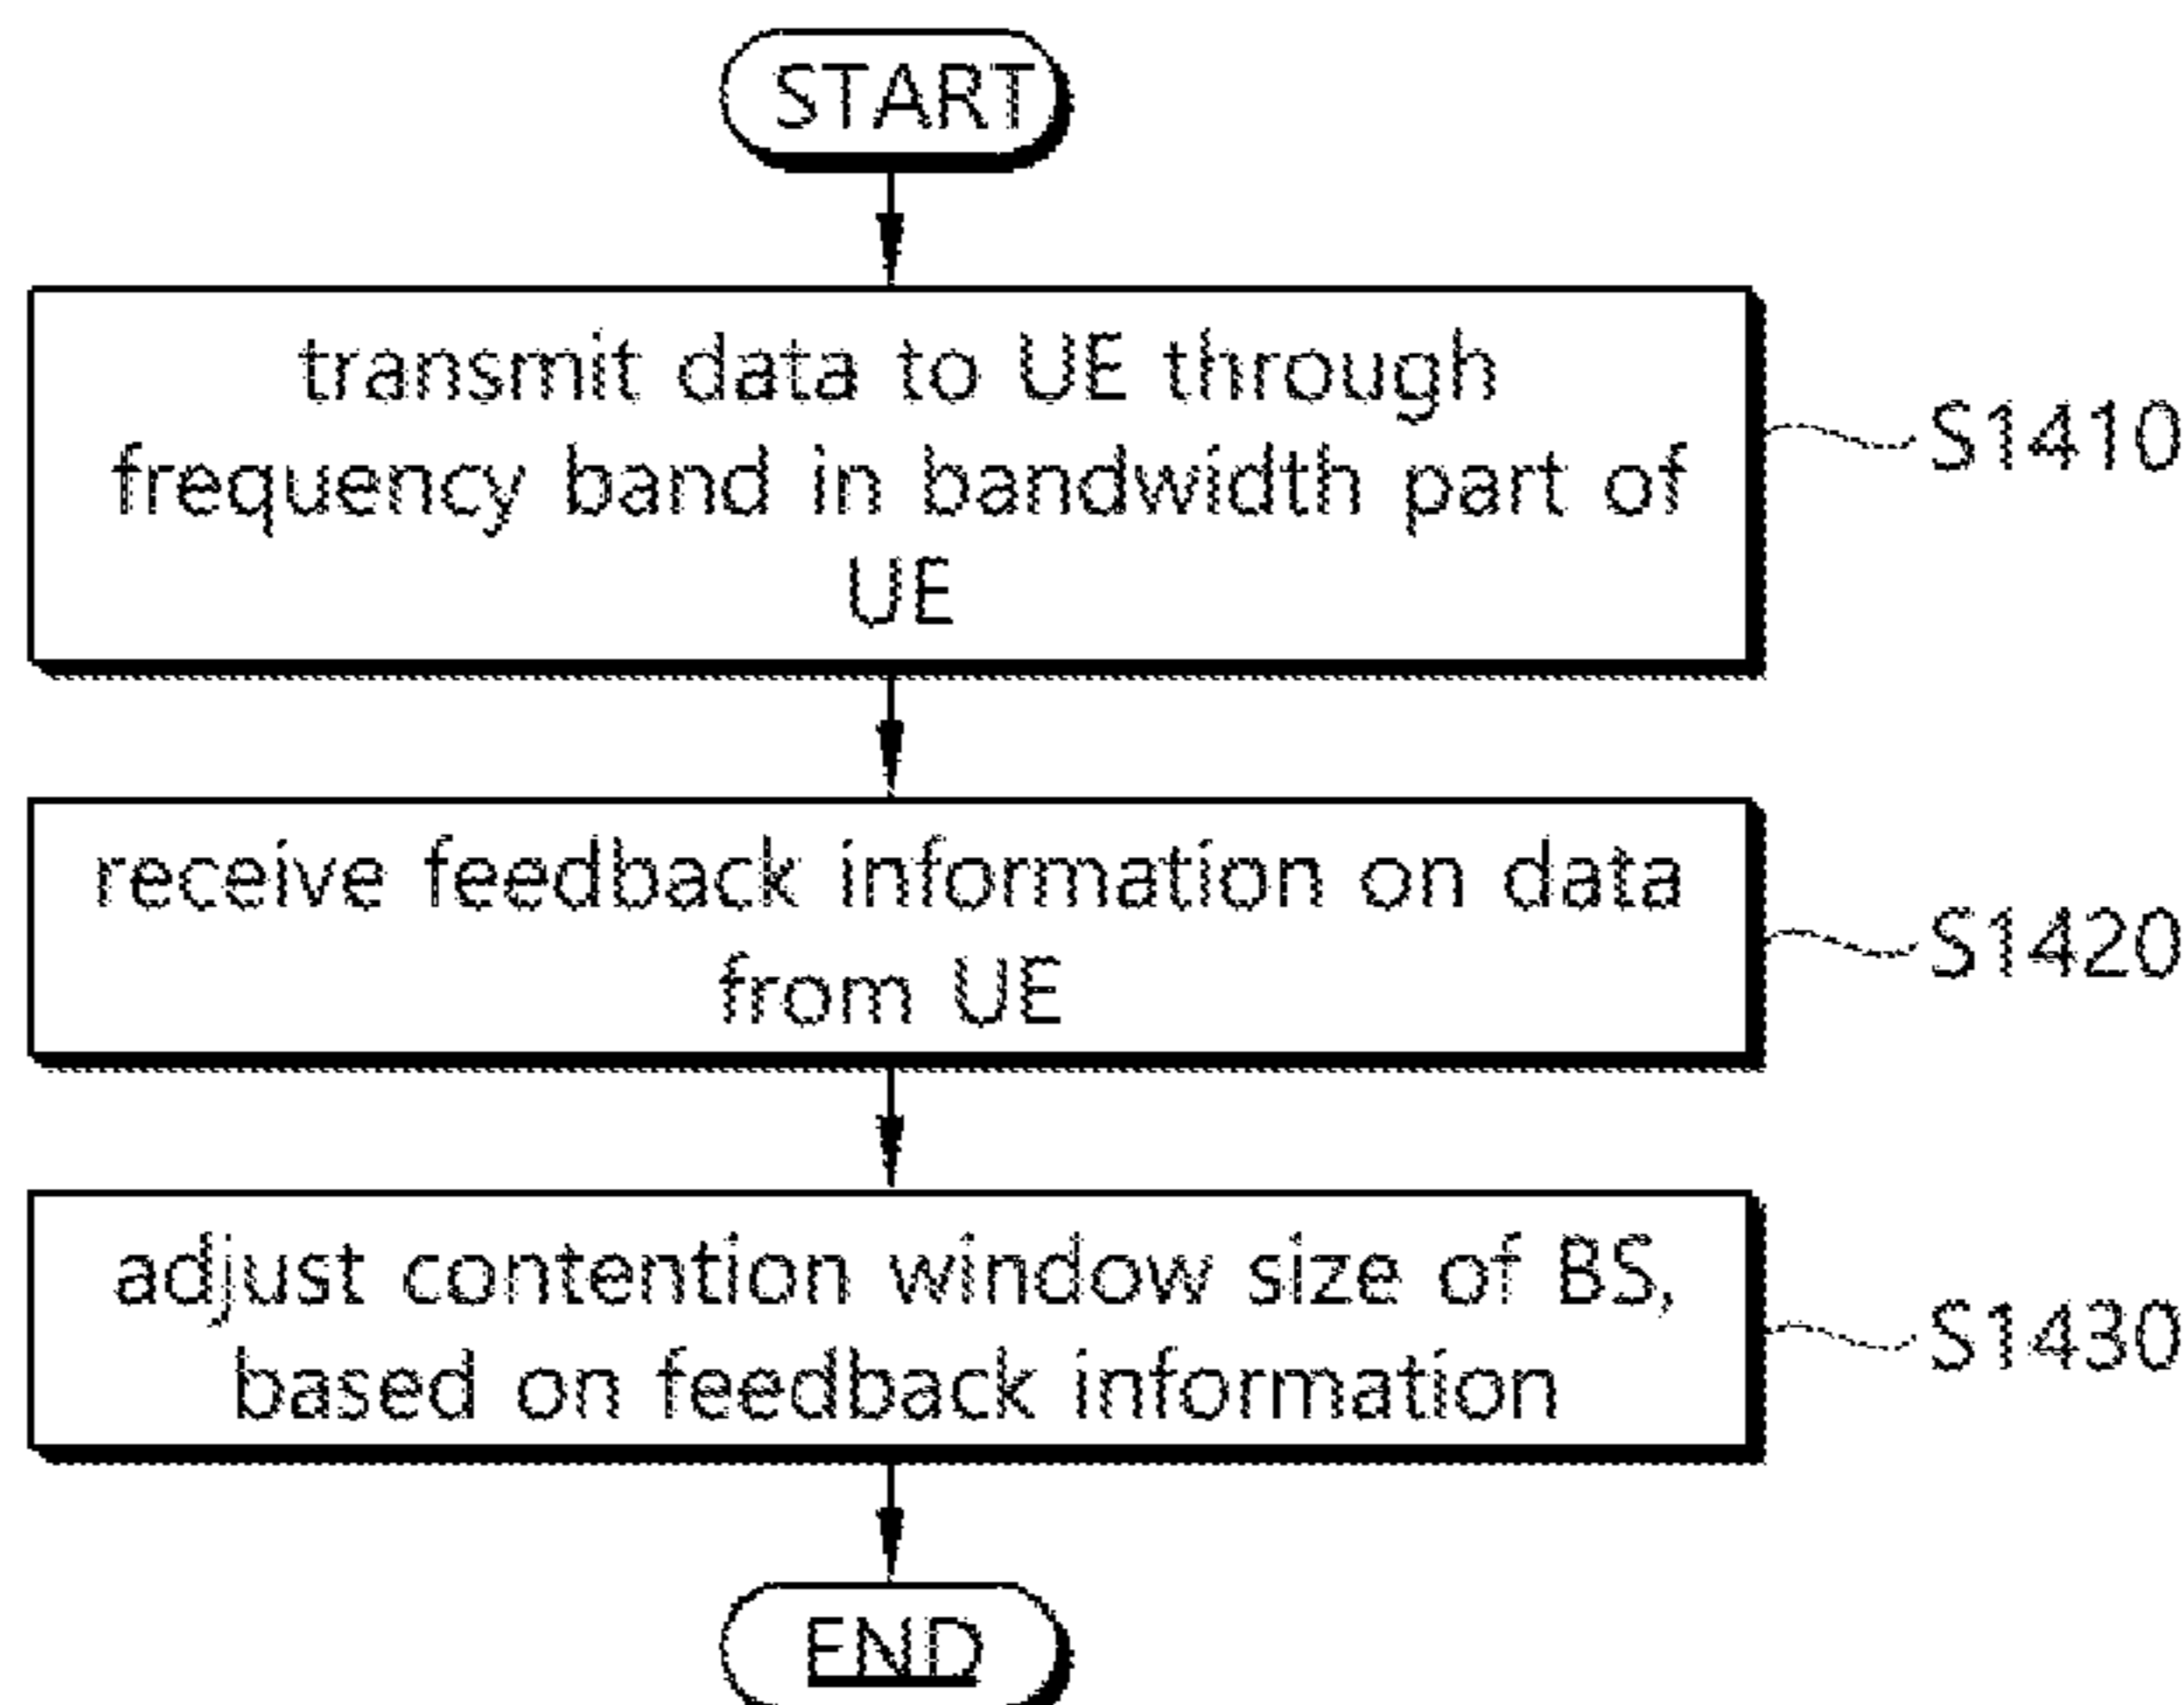 START
transmit data to UE through
frequency band in bandwidth part of
UE
S1410
receive feedback information on data
from UE
S1420
adjust contention window size of BS,
based on feedback information
S1430
END